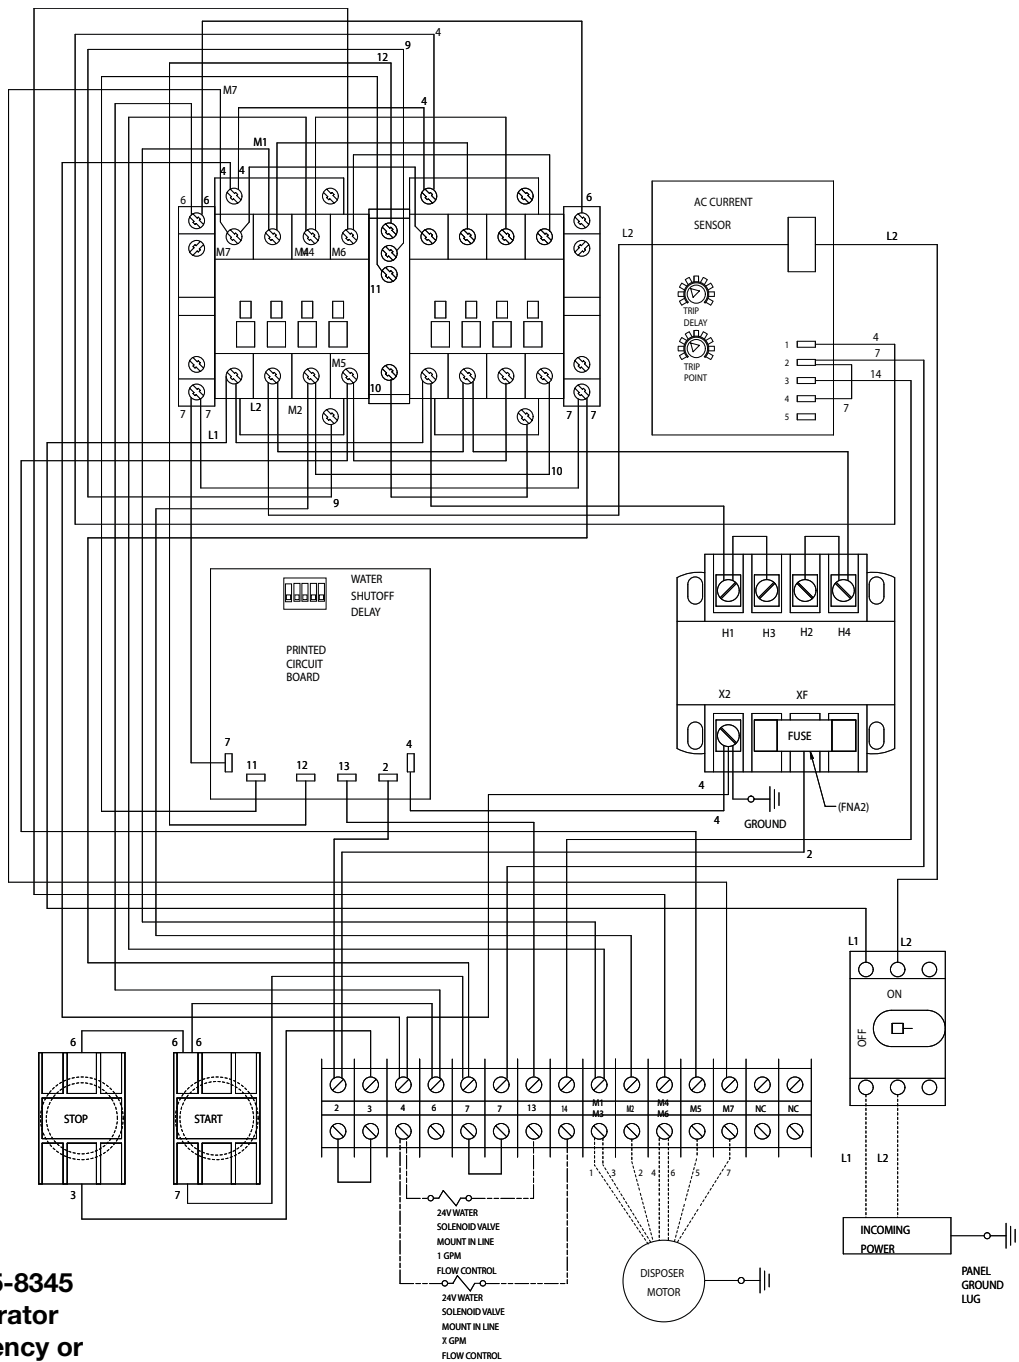 4
9
12
M7
4
M1
4 4
6 6
6
M7 M4 M4 M6
11
M5
10
L2 M2
7 7
L1
7 7
10
9
AC CURRENT
SENSOR
L2
L2
TRIP
DELAY
TRIP
POINT
1
2
3
4
5
4
7
14
7
WATER
SHUTOFF
DELAY
PRINTED
CIRCUIT
BOARD
7
11
12
13
2
4
H1 H3 H2 H4
X2 XF
FUSE
(FNA2)
4
4
GROUND
2
L1 L2
ON
OFF
L1 L2
INCOMING
POWER
PANEL
GROUND
LUG
6 6 6
STOP
START
3 7
2 3 4 6 7 7 13 14 M1 M2 M4 M5 M7 NC NC
M3 M6
1 3 2 4 6 5 7
24V WATER
SOLENOID VALVE
MOUNT IN LINE
1 GPM
FLOW CONTROL
24V WATER
SOLENOID VALVE
MOUNT IN LINE
X GPM
FLOW CONTROL
DISPOSER
MOTOR
-8345
rator
ency or